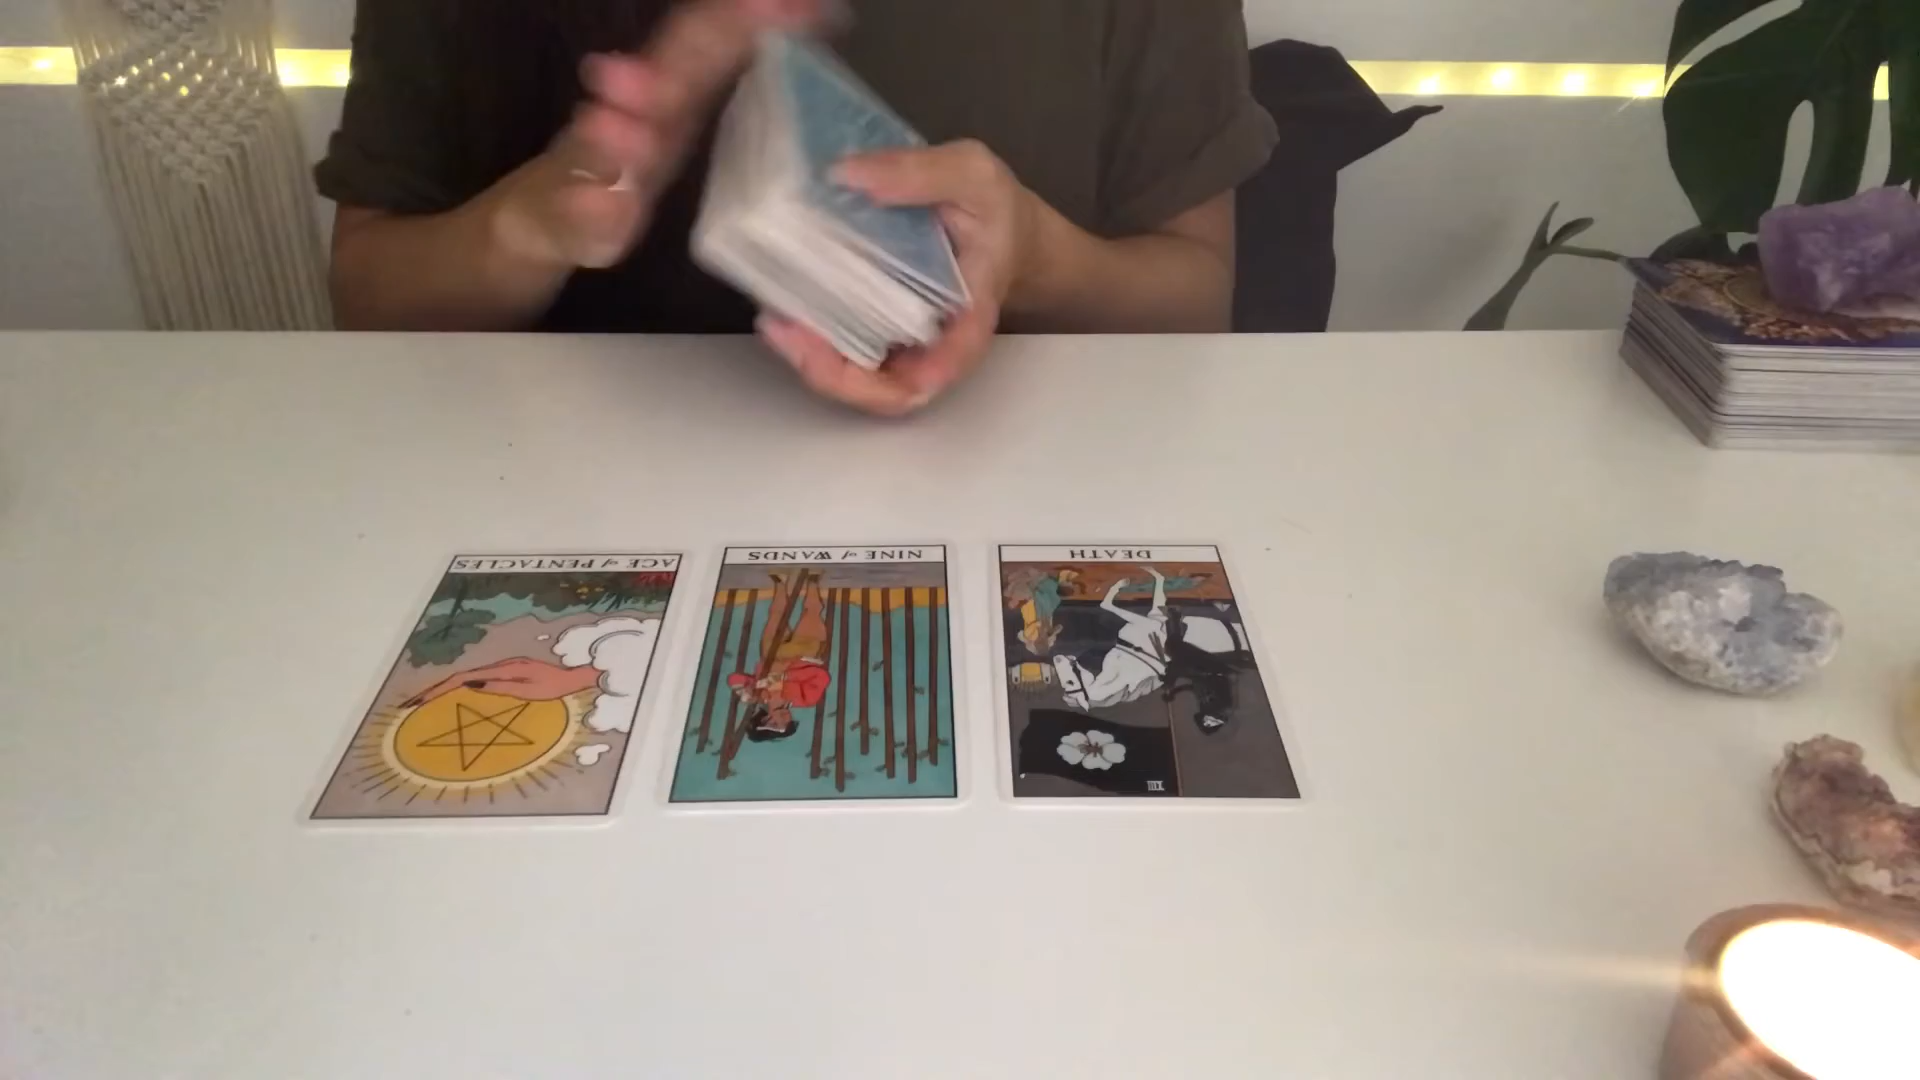 ACE of PENTACLES
NINE of WANDS
DEATH
XIII